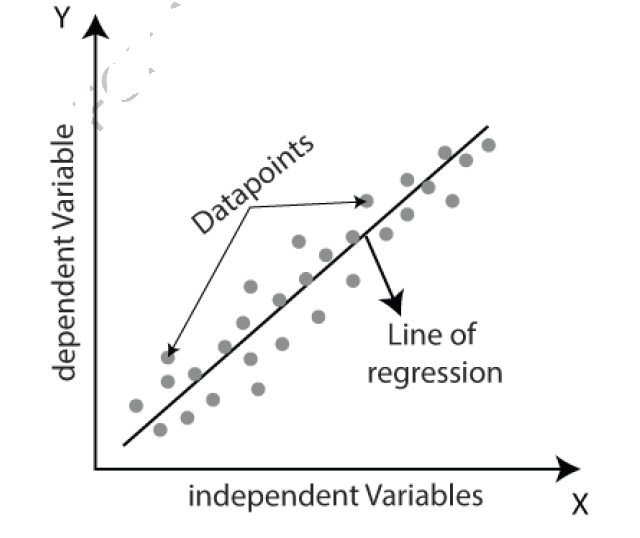 Y
dependent Variable
Datapoints
Line of
regression
independent Variables
X